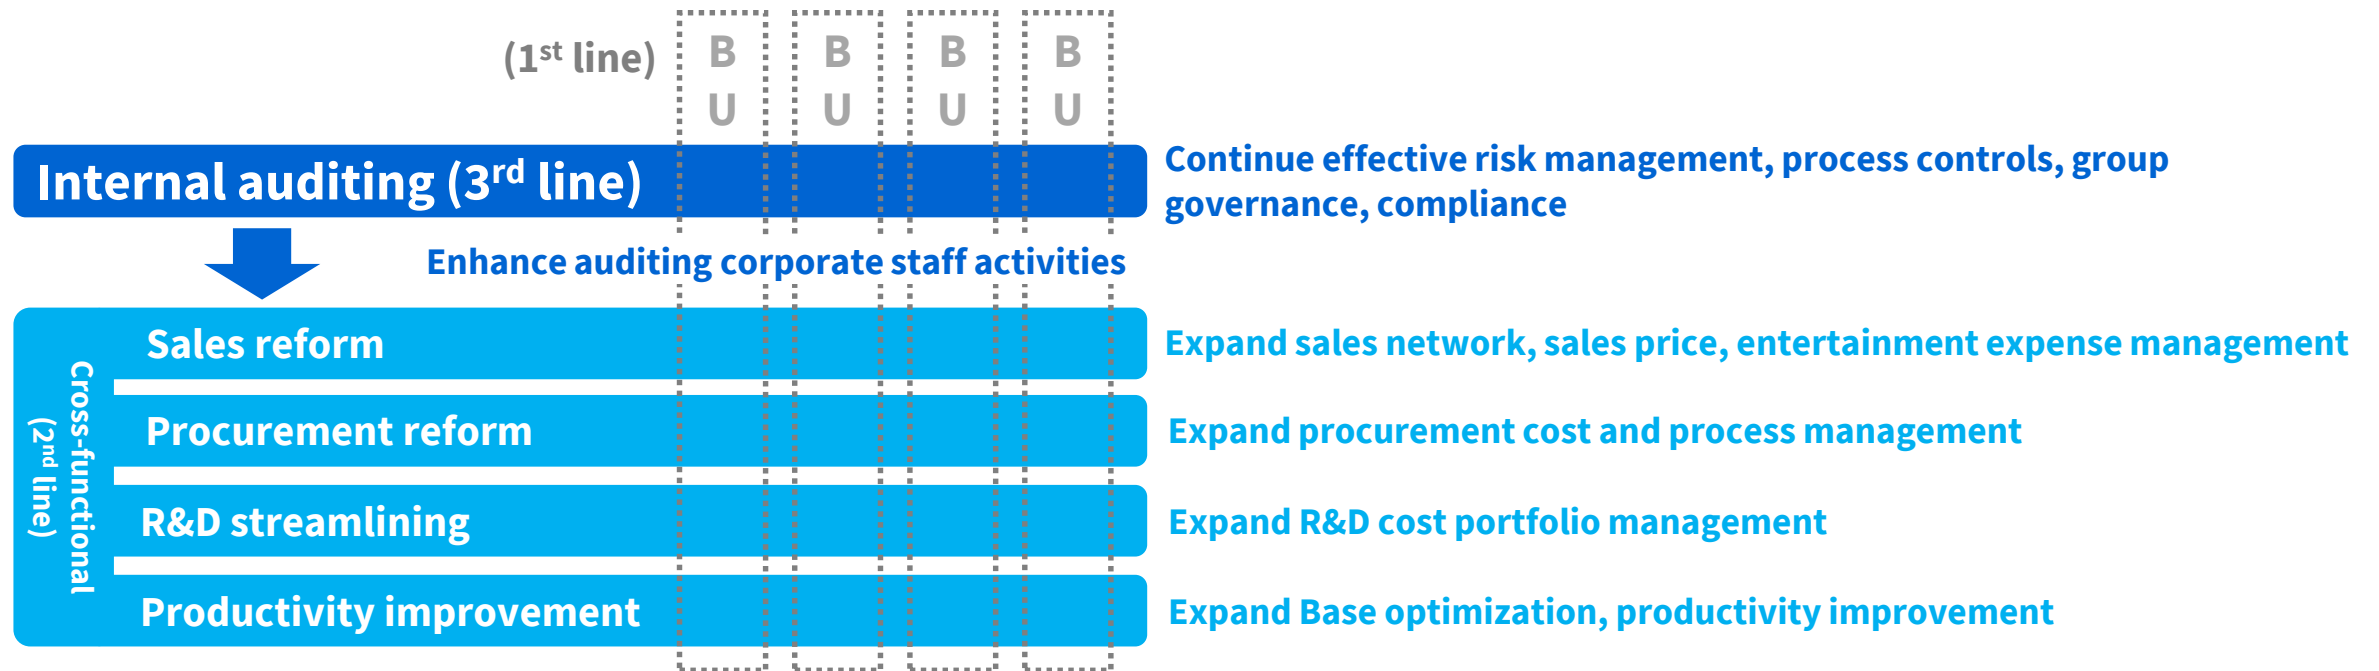 (1st line)
B
U
B
U
B
U
B
U
Internal auditing (3rd line)
Continue effective risk management, process controls, group
governance, compliance
Enhance auditing corporate staff activities
Cross-functional
(2nd line)
Sales reform
Expand sales network, sales price, entertainment expense management
Procurement reform
Expand procurement cost and process management
R&D streamlining
Expand R&D cost portfolio management
Productivity improvement
Expand Base optimization, productivity improvement